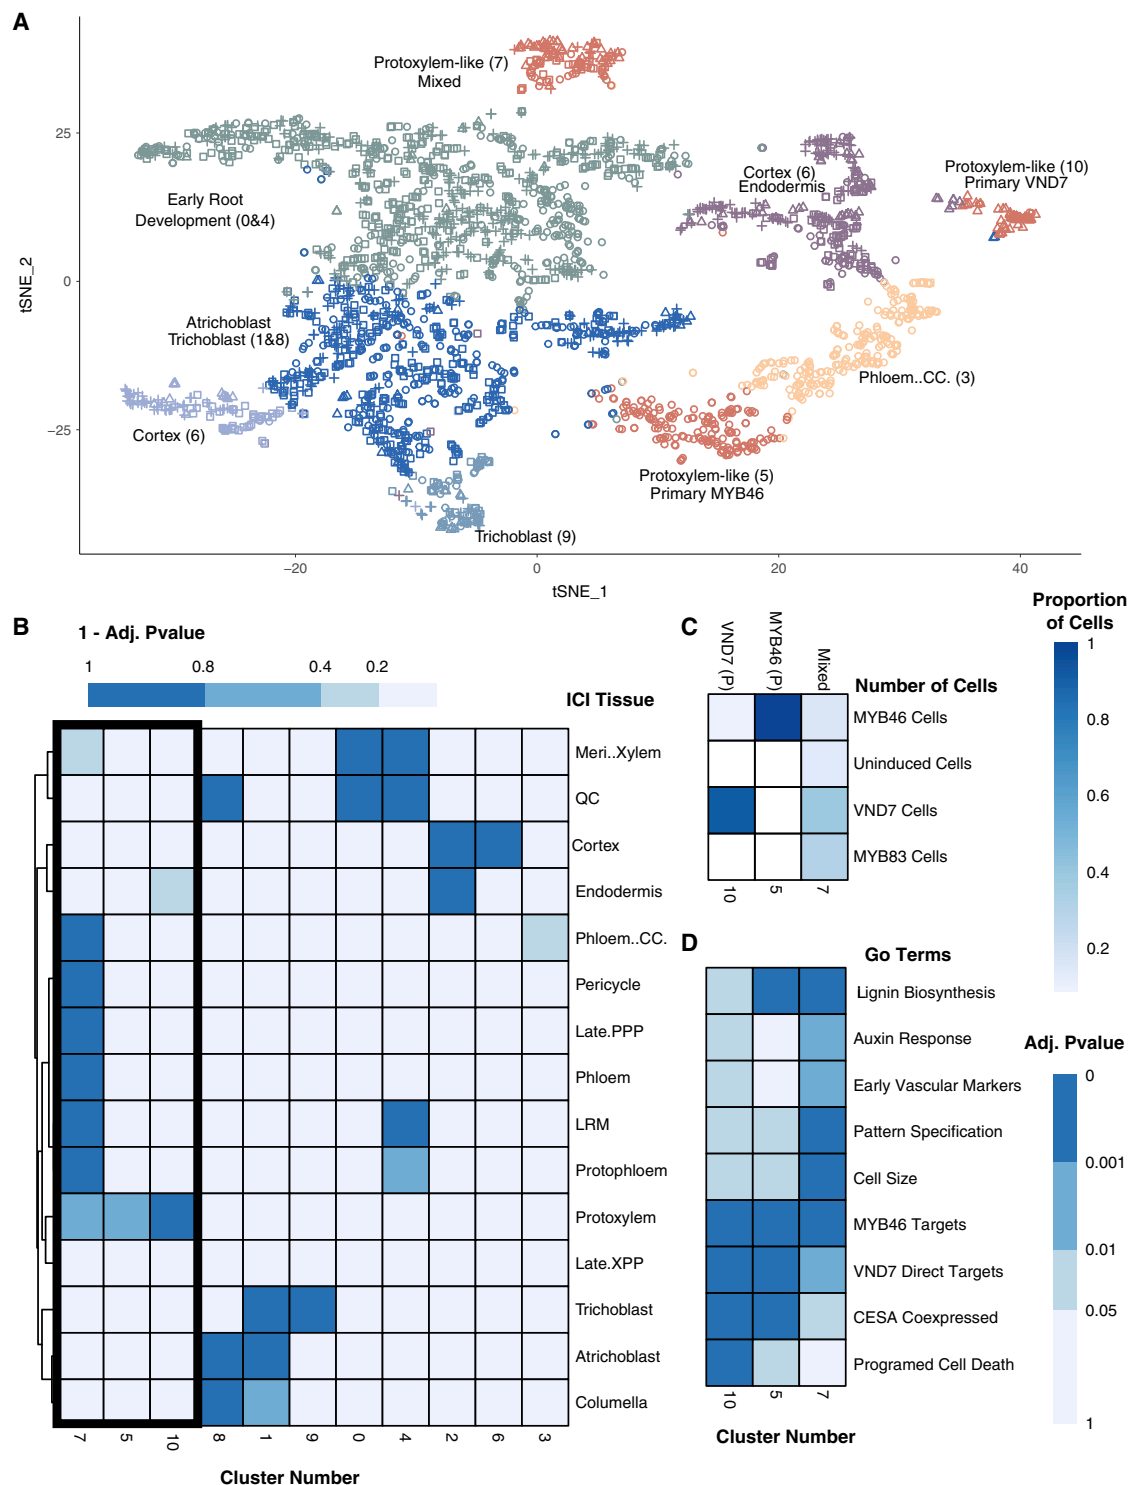 A
Protoxylem-like (7)
Mixed
25
Cortex (6)
Endodermis
Protoxylem-like (10)
Primary VND7
Early Root
Development (0&4)
tSNE_2
0
Atrichoblast
Trichoblast (1&8)
Phloem..CC. (3)
−25
Cortex (6)
Protoxylem-like (5)
Primary MYB46
Trichoblast (9)
−20
0
20
40
tSNE_1
B
1 - Adj. Pvalue
1
0.8
0.4
0.2
ICI Tissue
Meri..Xylem
QC
Cortex
Endodermis
Phloem..CC.
Pericycle
Late.PPP
Phloem
LRM
Protophloem
Protoxylem
Late.XPP
Trichoblast
Atrichoblast
Columella
7
5
10
8
1
9
0
4
2
6
3
Cluster Number
C
VND7 (P)
MYB46 (P)
Mixed
Number of Cells
MYB46 Cells
Uninduced Cells
VND7 Cells
MYB83 Cells
10
5
7
Proportion
of Cells
1
0.8
0.6
0.4
0.2
D
Go Terms
Lignin Biosynthesis
Auxin Response
Early Vascular Markers
Pattern Specification
Cell Size
MYB46 Targets
VND7 Direct Targets
CESA Coexpressed
Programed Cell Death
10
5
7
Cluster Number
Adj. Pvalue
0
0.001
0.01
0.05
1